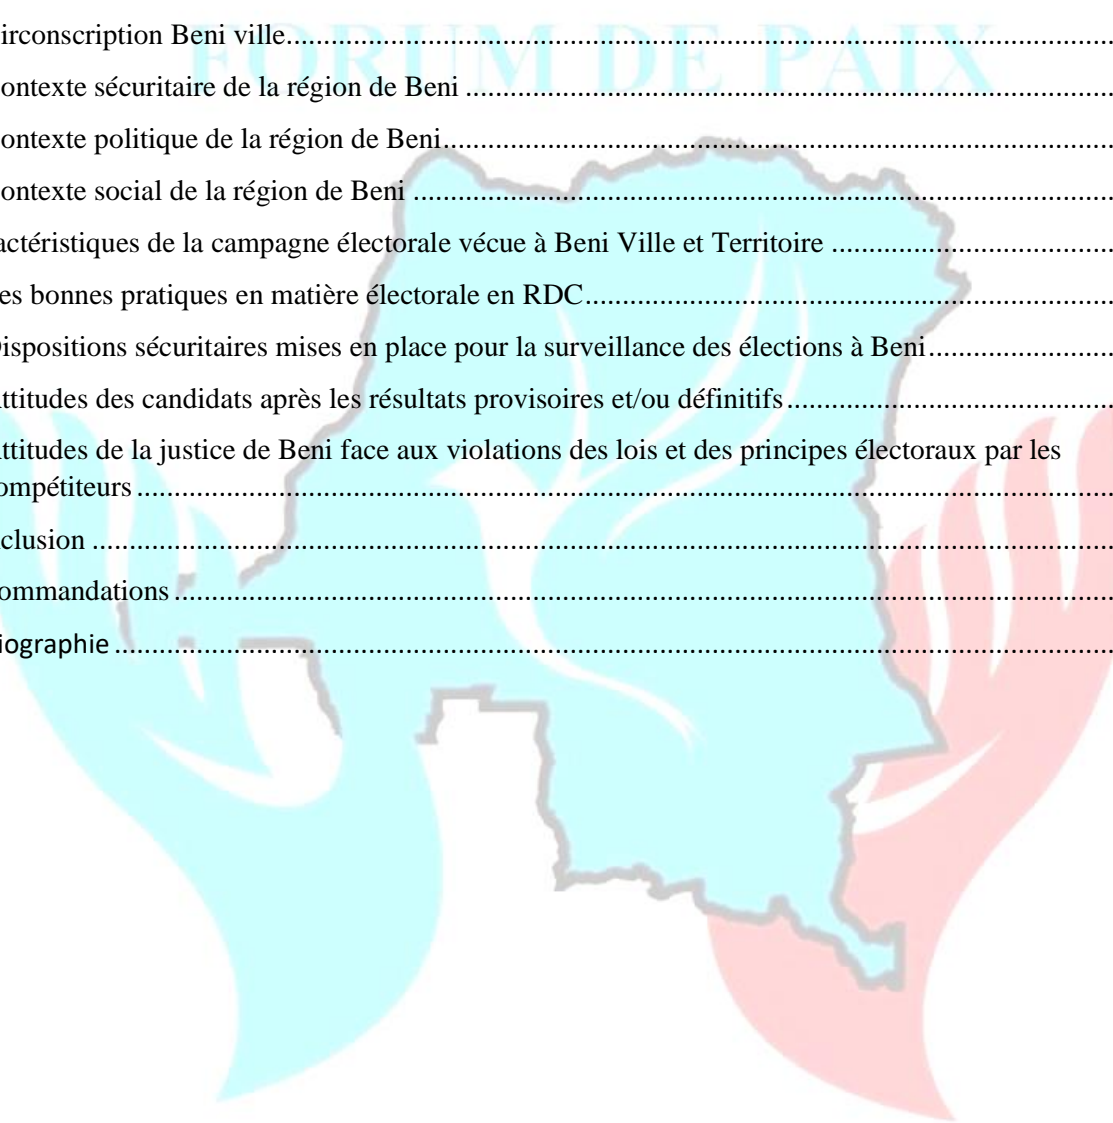 FORUM DE PAIX
irconscription Beni ville
ontexte sécuritaire de la région de Beni
ontexte politique de la région de Beni
ontexte social de la région de Beni
actéristiques de la campagne électorale vécue à Beni Ville et Territoire
es bonnes pratiques en matière électorale en RDC
ispositions sécuritaires mises en place pour la surveillance des élections à Beni
ttitudes des candidats après les résultats provisoires et/ou définitifs
ttitudes de la justice de Beni face aux violations des lois et des principes électoraux par les
ompétiteurs
clusion
ommandations
iographie